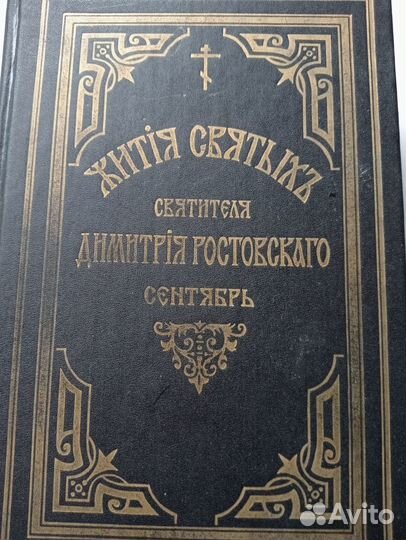 ЖИТІЯ СВЯТЫХЪ
СВЯТИТЕЛЯ
ДИМИТРІЯ РОСТОВСКАГО
СЕНТЯБРЬ
Avito